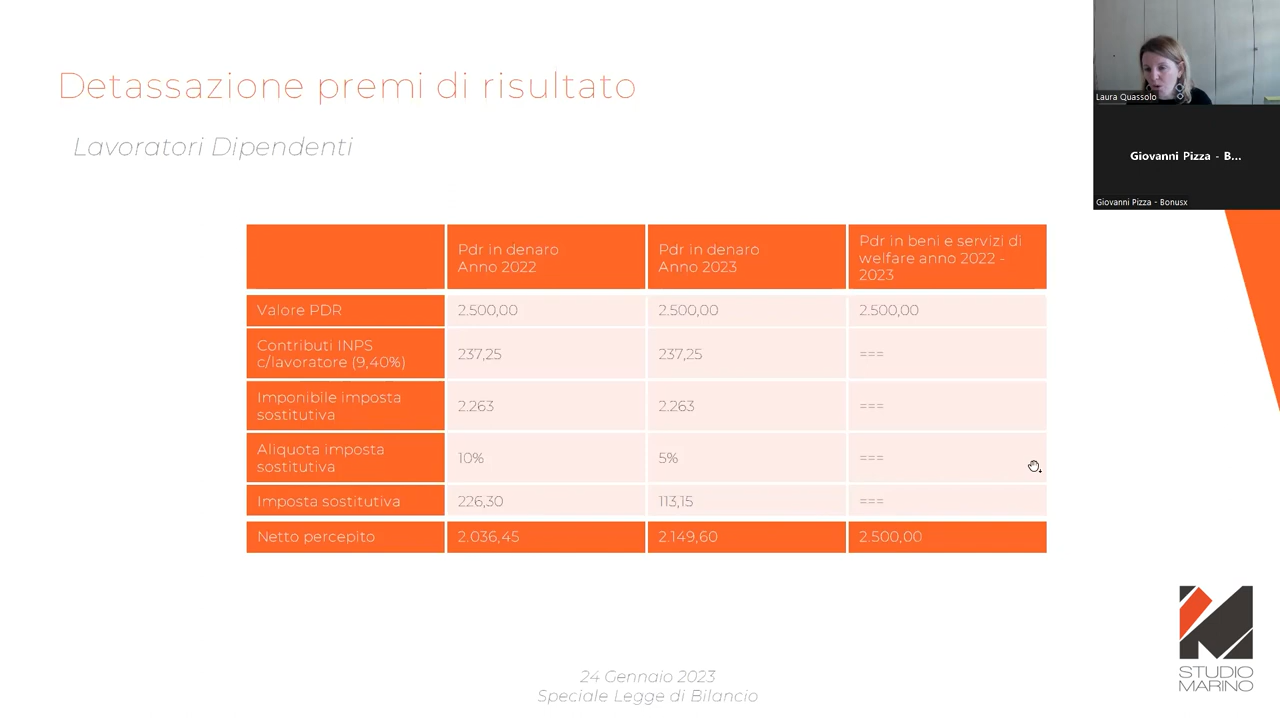 Detassazione premi di risultato
Lavoratori Dipendenti
Laura Quassolo
Giovanni Pizza - B...
Giovanni Pizza - Bonusx
Pdr in denaro
Anno 2022
Pdr in denaro
Anno 2023
Pdr in beni e servizi di
welfare anno 2022 -
2023
Valore PDR
2.500,00
2.500,00
2.500,00
Contributi INPS
c/lavoratore (9,40%)
237,25
237,25
===
Imponibile imposta
sostitutiva
2.263
2.263
===
Aliquota imposta
sostitutiva
10%
5%
===
Imposta sostitutiva
226,30
113,15
===
Netto percepito
2.036,45
2.149,60
2.500,00
24 Gennaio 2023
Speciale Legge di Bilancio
STUDIO
MARINO